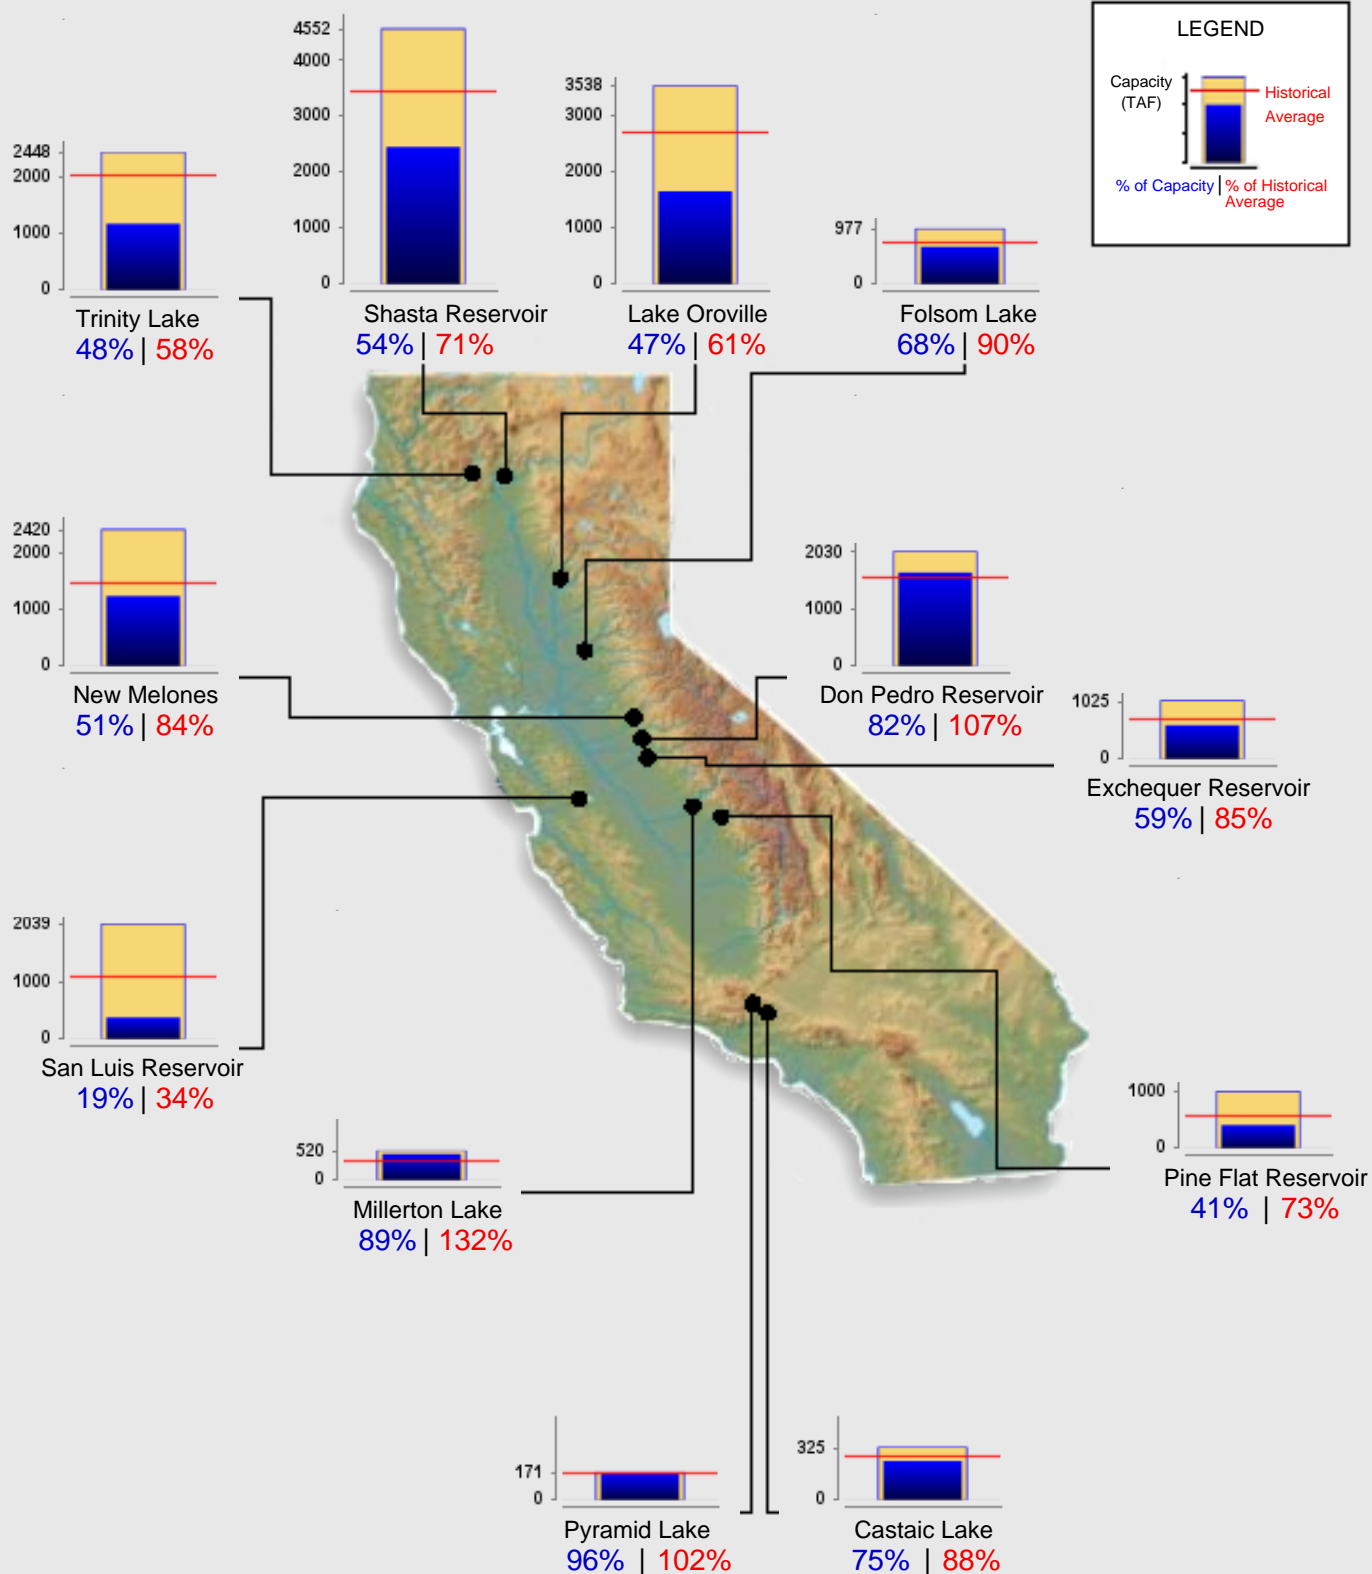 LEGEND
Capacity
(TAF)
Historical
Average
% of Capacity | % of Historical
Average
4552
4000
3000
2000
1000
0
Shasta Reservoir
54% | 71%
3538
3000
2000
1000
0
Lake Oroville
47% | 61%
2448
2000
1000
0
Trinity Lake
48% | 58%
977
0
Folsom Lake
68% | 90%
2420
2000
1000
0
New Melones
51% | 84%
2030
1000
0
Don Pedro Reservoir
82% | 107%
1025
0
Exchequer Reservoir
59% | 85%
2039
1000
0
San Luis Reservoir
19% | 34%
520
0
Millerton Lake
89% | 132%
1000
0
Pine Flat Reservoir
41% | 73%
171
0
Pyramid Lake
96% | 102%
325
0
Castaic Lake
75% | 88%